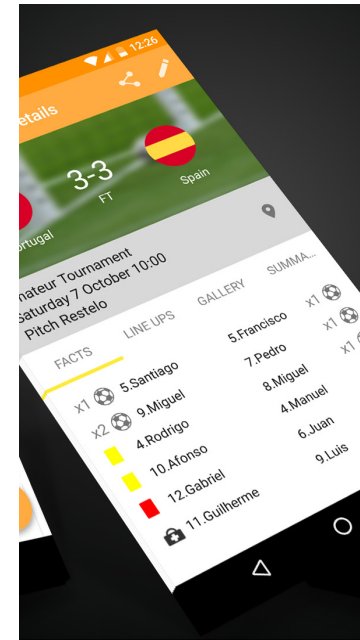 12:26
etails
3-3
FT
ortugal
Spain
mateur Tournament
Saturday 7 October 10:00
Pitch Restelo
FACTS
LINE UPS
GALLERY
SUMMA...
x1 5.Santiago
x2 9.Miguel
4.Rodrigo
10.Afonso
12.Gabriel
11.Guilherme
5.Francisco x1
7.Pedro x1
8.Miguel x1
4.Manuel
6.Juan
9.Luis